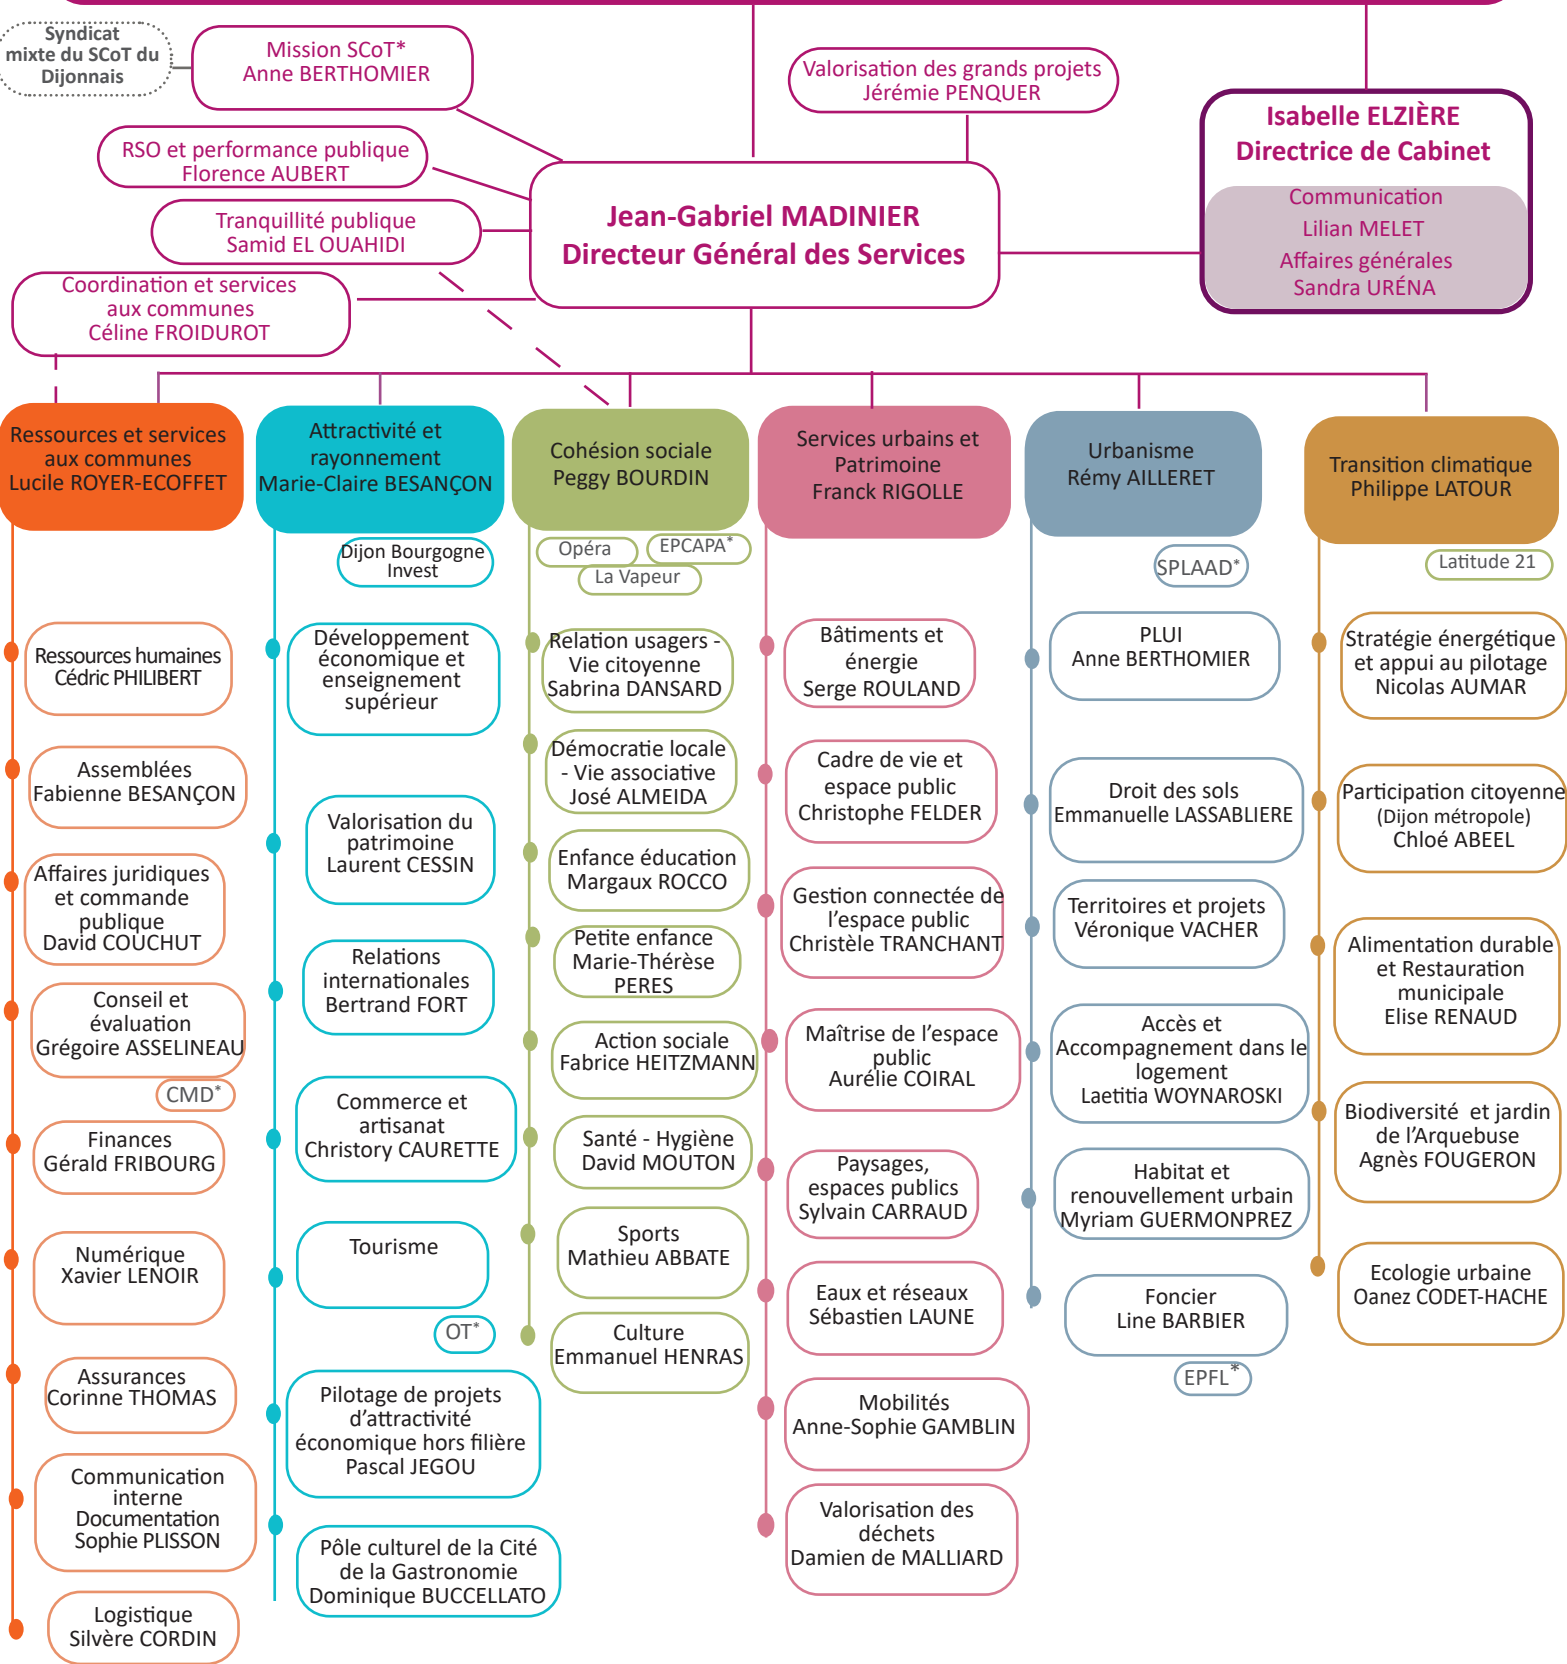 Syndicat
mixte du SCoT du
Dijonnais
Mission SCoT*
Anne BERTHOMIER
Valorisation des grands projets
Jérémie PENQUER
Isabelle ELZIÈRE
Directrice de Cabinet
Communication
Lilian MELET
Affaires générales
Sandra URÉNA
RSO et performance publique
Florence AUBERT
Tranquillité publique
Samid EL OUAHIDI
Jean-Gabriel MADINIER
Directeur Général des Services
Coordination et services
aux communes
Céline FROIDUROT
Ressources et services
aux communes
Lucile ROYER-ECOFFET
Ressources humaines
Cédric PHILIBERT
Assemblées
Fabienne BESANÇON
Affaires juridiques
et commande
publique
David COUCHUT
Conseil et
évaluation
Grégoire ASSELINEAU
CMD*
Finances
Gérald FRIBOURG
Numérique
Xavier LENOIR
Assurances
Corinne THOMAS
Communication
interne
Documentation
Sophie PLISSON
Logistique
Silvère CORDIN
Attractivité et
rayonnement
Marie-Claire BESANÇON
Dijon Bourgogne
Invest
Développement
économique et
enseignement
supérieur
Valorisation du
patrimoine
Laurent CESSIN
Relations
internationales
Bertrand FORT
Commerce et
artisanat
Christory CAURETTE
Tourisme
OT*
Pilotage de projets
d’attractivité
économique hors filière
Pascal JEGOU
Pôle culturel de la Cité
de la Gastronomie
Dominique BUCCELLATO
Cohésion sociale
Peggy BOURDIN
Opéra
EPCAPA*
La Vapeur
Relation usagers -
Vie citoyenne
Sabrina DANSARD
Démocratie locale
- Vie associative
José ALMEIDA
Enfance éducation
Margaux ROCCO
Petite enfance
Marie-Thérèse
PERES
Action sociale
Fabrice HEITZMANN
Santé - Hygiène
David MOUTON
Sports
Mathieu ABBATE
Culture
Emmanuel HENRAS
Services urbains et
Patrimoine
Franck RIGOLLE
Bâtiments et
énergie
Serge ROULAND
Cadre de vie et
espace public
Christophe FELDER
Gestion connectée de
l’espace public
Christèle TRANCHANT
Maîtrise de l’espace
public
Aurélie COIRAL
Paysages,
espaces publics
Sylvain CARRAUD
Eaux et réseaux
Sébastien LAUNE
Mobilités
Anne-Sophie GAMBLIN
Valorisation des
déchets
Damien de MALLIARD
Urbanisme
Rémy AILLERET
SPLAAD*
PLUI
Anne BERTHOMIER
Droit des sols
Emmanuelle LASSABLIERE
Territoires et projets
Véronique VACHER
Accès et
Accompagnement dans le
logement
Laetitia WOYNAROSKI
Habitat et
renouvellement urbain
Myriam GUERMONPREZ
Foncier
Line BARBIER
EPFL*
Transition climatique
Philippe LATOUR
Latitude 21
Stratégie énergétique
et appui au pilotage
Nicolas AUMAR
Participation citoyenne
(Dijon métropole)
Chloé ABEEL
Alimentation durable
et Restauration
municipale
Elise RENAUD
Biodiversité et jardin
de l’Arquebuse
Agnès FOUGERON
Ecologie urbaine
Oanez CODET-HACHE